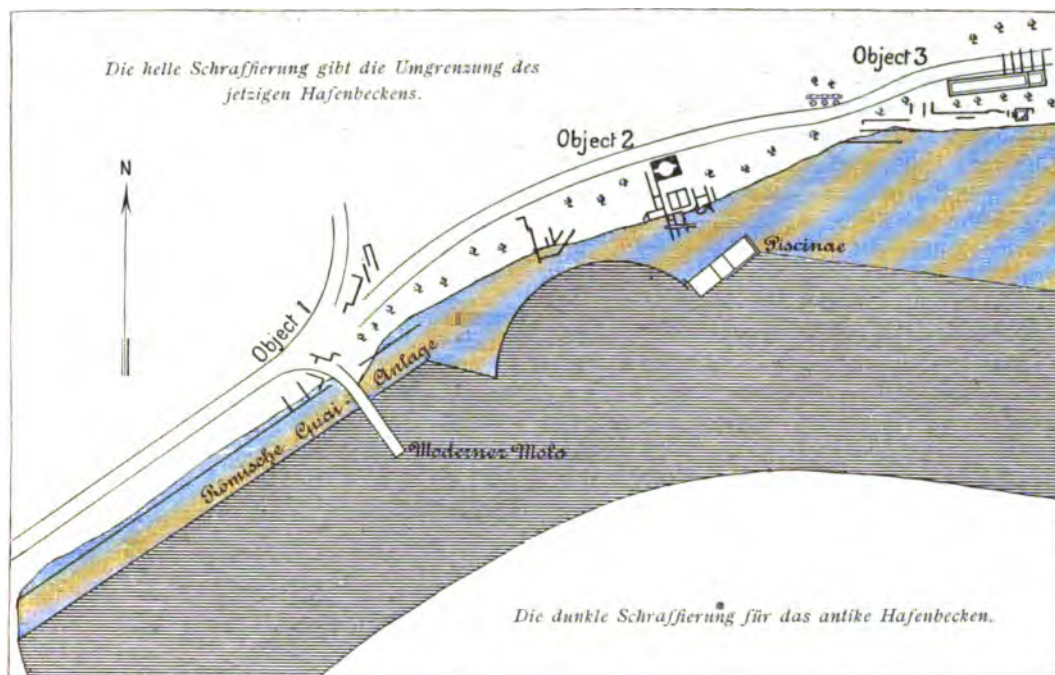 Die helle Schraffierung gibt die Umgrenzung des
jetzigen Hafenbeckens.
Object 3
Object 2
N
Piscinae
Object 1
Römische Quai-Anlage
Moderner Molo
Die dunkle Schraffierung für das antike Hafenbecken.